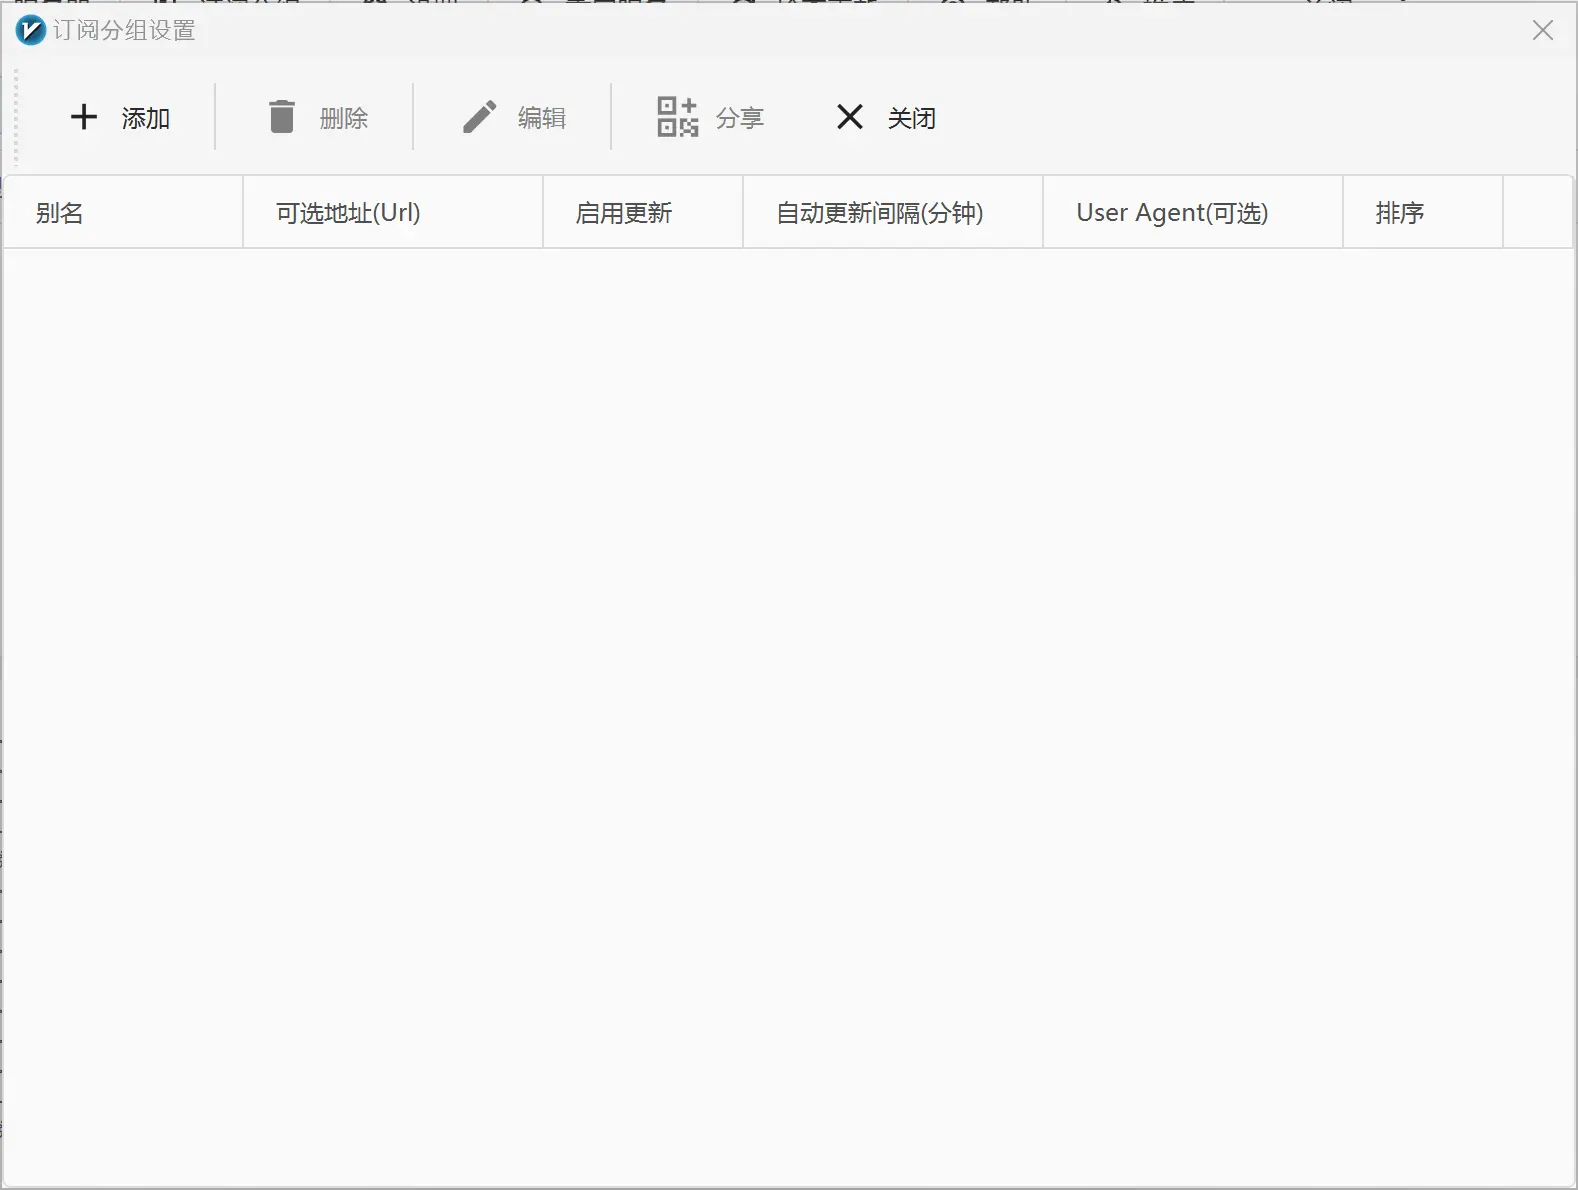 订阅分组设置
添加 删除 编辑 分享 关闭
别名 可选地址(Url) 启用更新 自动更新间隔(分钟) User Agent(可选) 排序